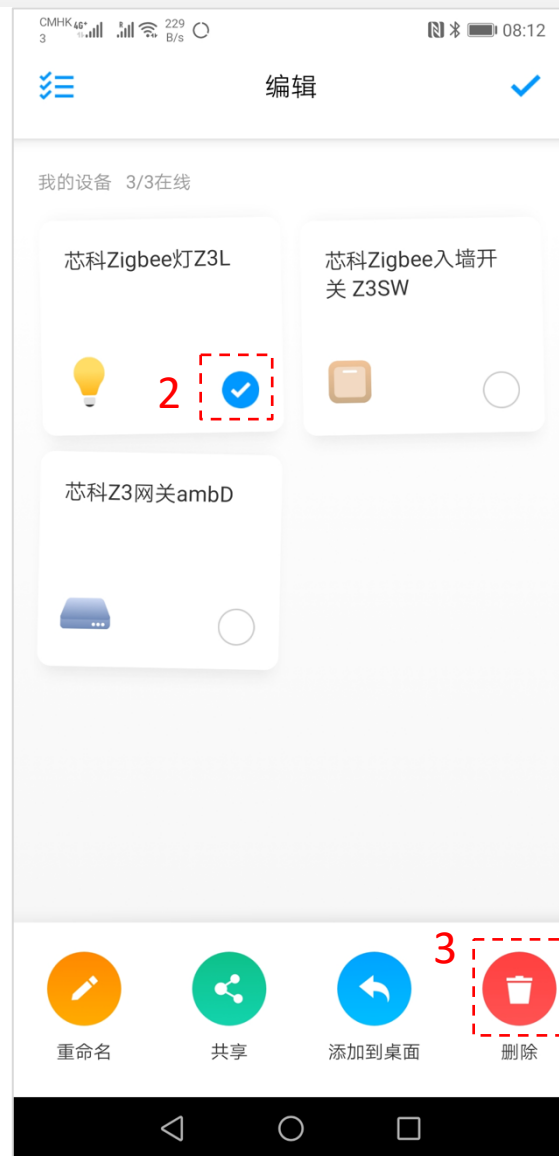 CMHK 4G+ R 229 08:12
3 B/s
编辑
我的设备 3/3在线
芯科Zigbee灯Z3L
芯科Zigbee入墙开
关 Z3SW
2
芯科Z3网关ambD
3
重命名 共享 添加到桌面 删除